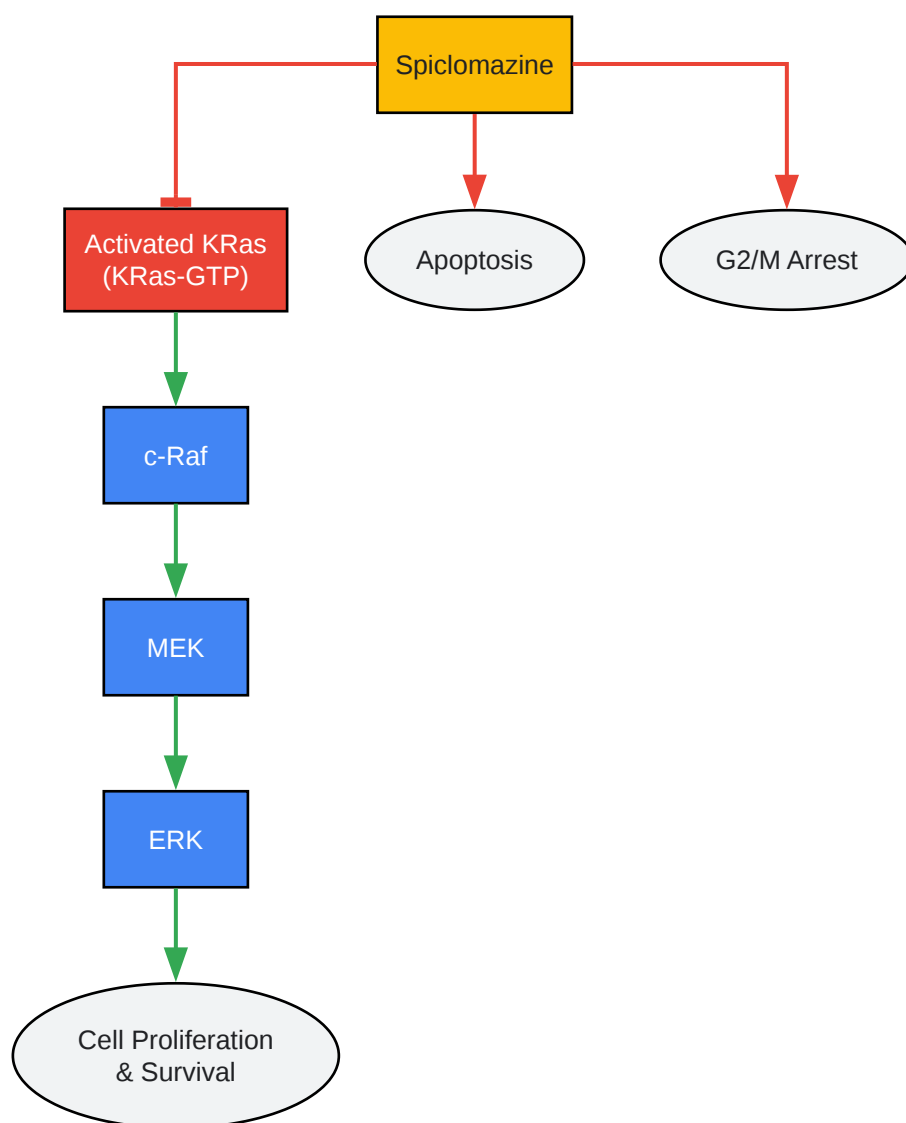 Spiclomazine
Activated KRas
(KRas-GTP)
Apoptosis
G2/M Arrest
c-Raf
MEK
ERK
Cell Proliferation
& Survival